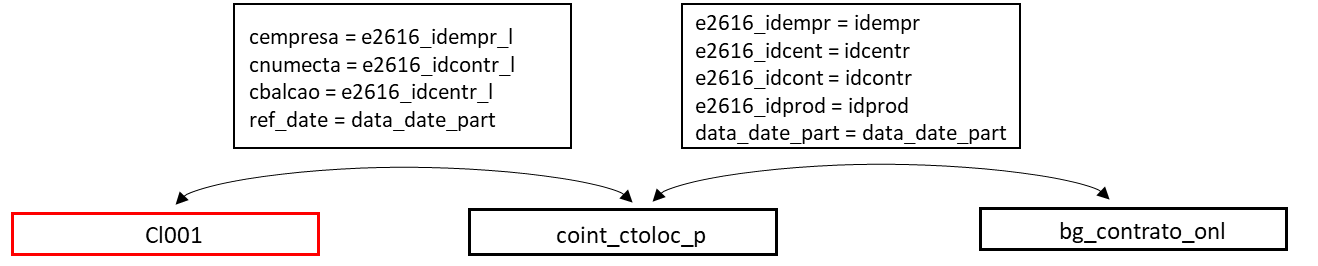 cempresa = e2616_idempr_l
cnumecta = e2616_idcontr_l
cbalcao = e2616_idcentr_l
ref_date = data_date_part
e2616_idempr = idempr
e2616_idcent = idcentr
e2616_idcont = idcontr
e2616_idprod = idprod
data_date_part = data_date_part
Cl001
coint_ctoloc_p
bg_contrato_onl